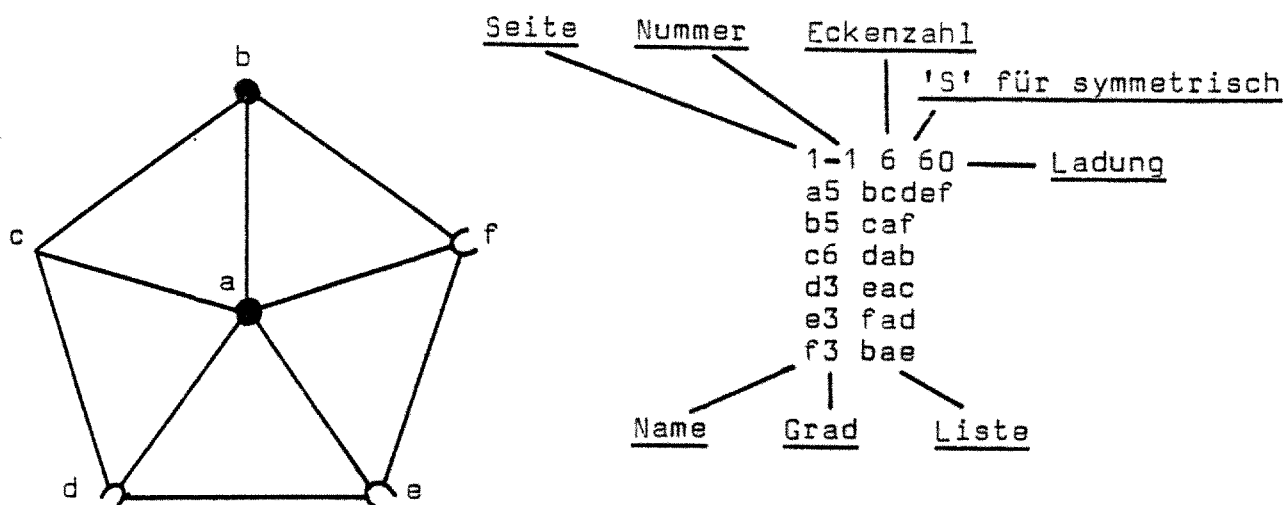 Seite Nummer Eckenzahl
'S' für symmetrisch
1-1 6 60 Ladung
a5 bcdef
b5 caf
c6 dab
d3 eac
e3 fad
f3 bae
Name Grad Liste
b
c
f
a
d
e